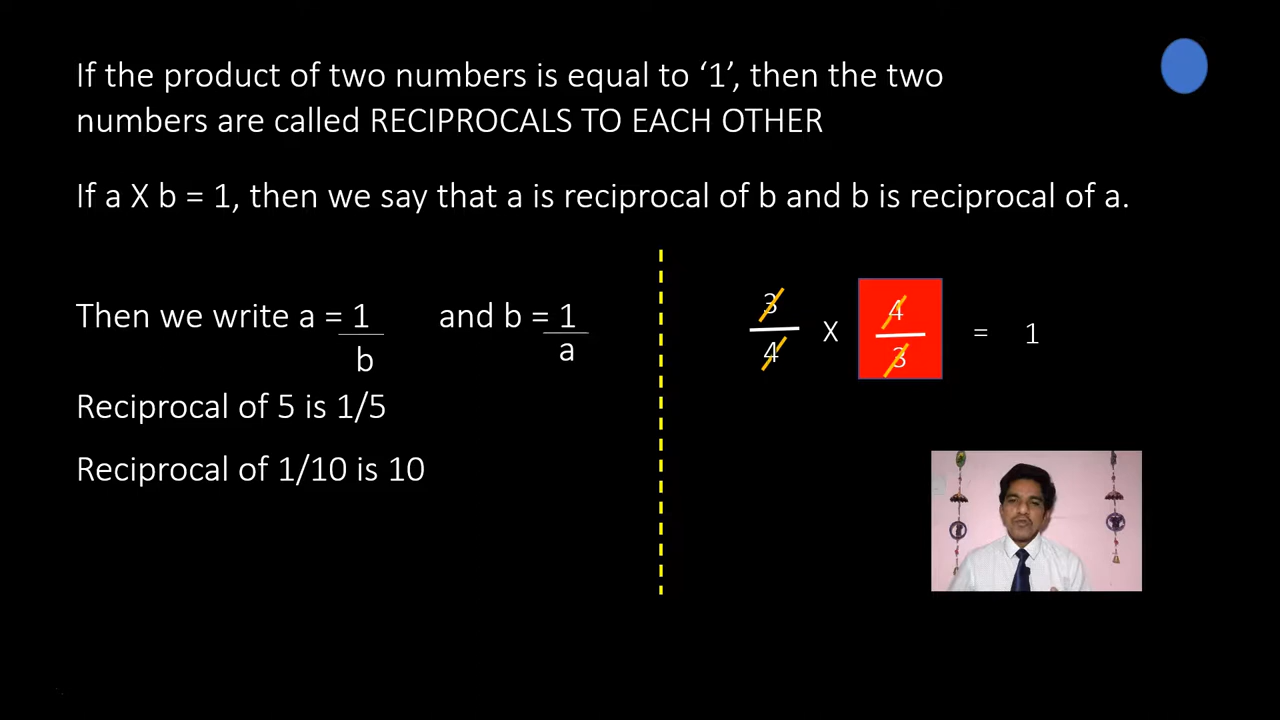 If the product of two numbers is equal to ‘1’, then the two
numbers are called RECIPROCALS TO EACH OTHER
If a X b = 1, then we say that a is reciprocal of b and b is reciprocal of a.
Then we write a = 1/b and b = 1/a
Reciprocal of 5 is 1/5
Reciprocal of 1/10 is 10
3/4 X 4/3 = 1